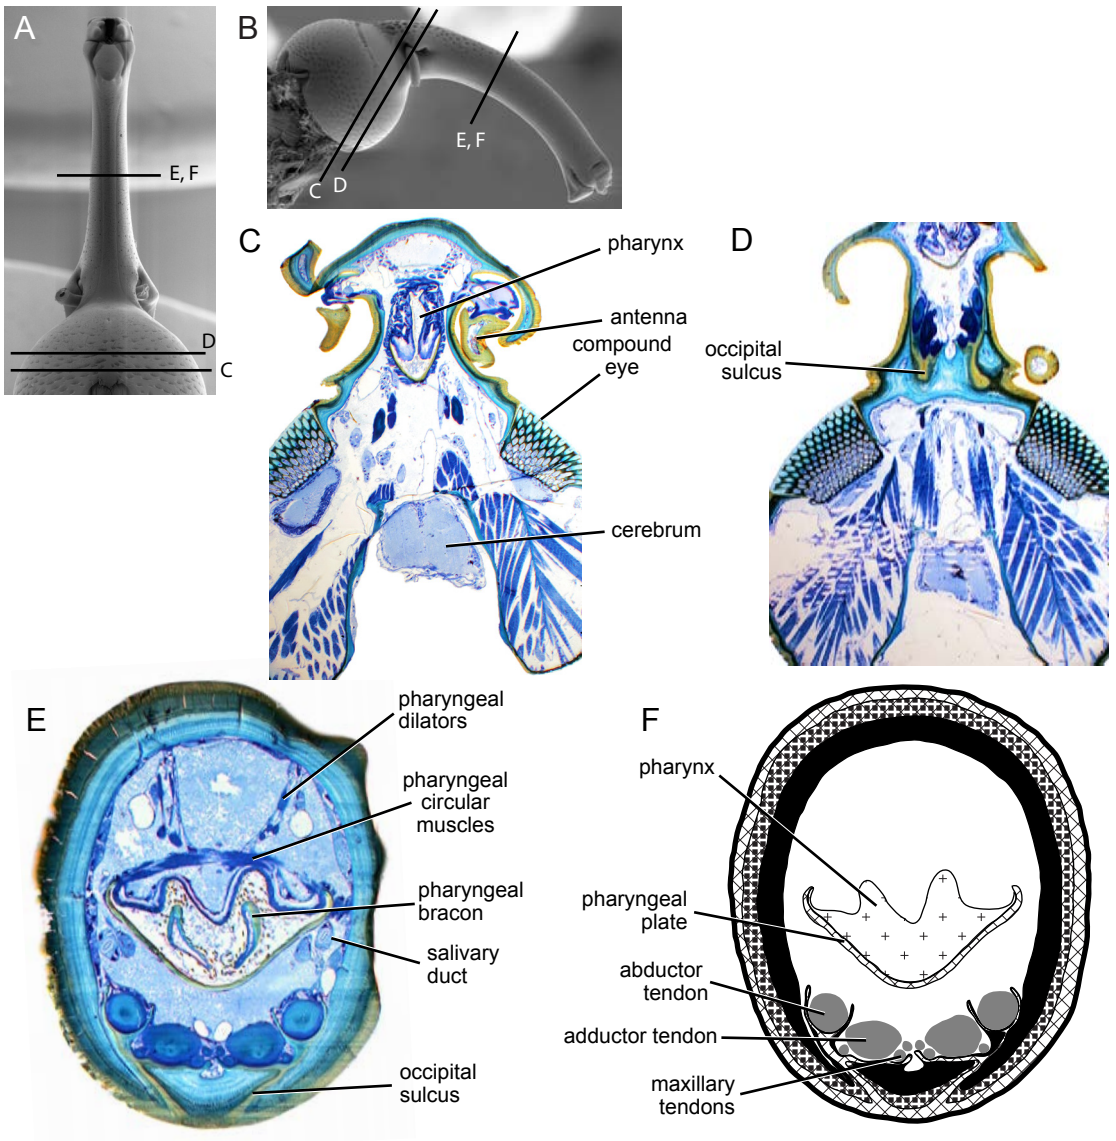 A
E, F
D
C
B
C
D
E, F
C
pharynx
antenna
compound
eye
cerebrum
D
occipital
sulcus
E
pharyngeal
dilators
pharyngeal
circular
muscles
pharyngeal
bracon
salivary
duct
occipital
sulcus
F
pharynx
pharyngeal
plate
abductor
tendon
adductor tendon
maxillary
tendons